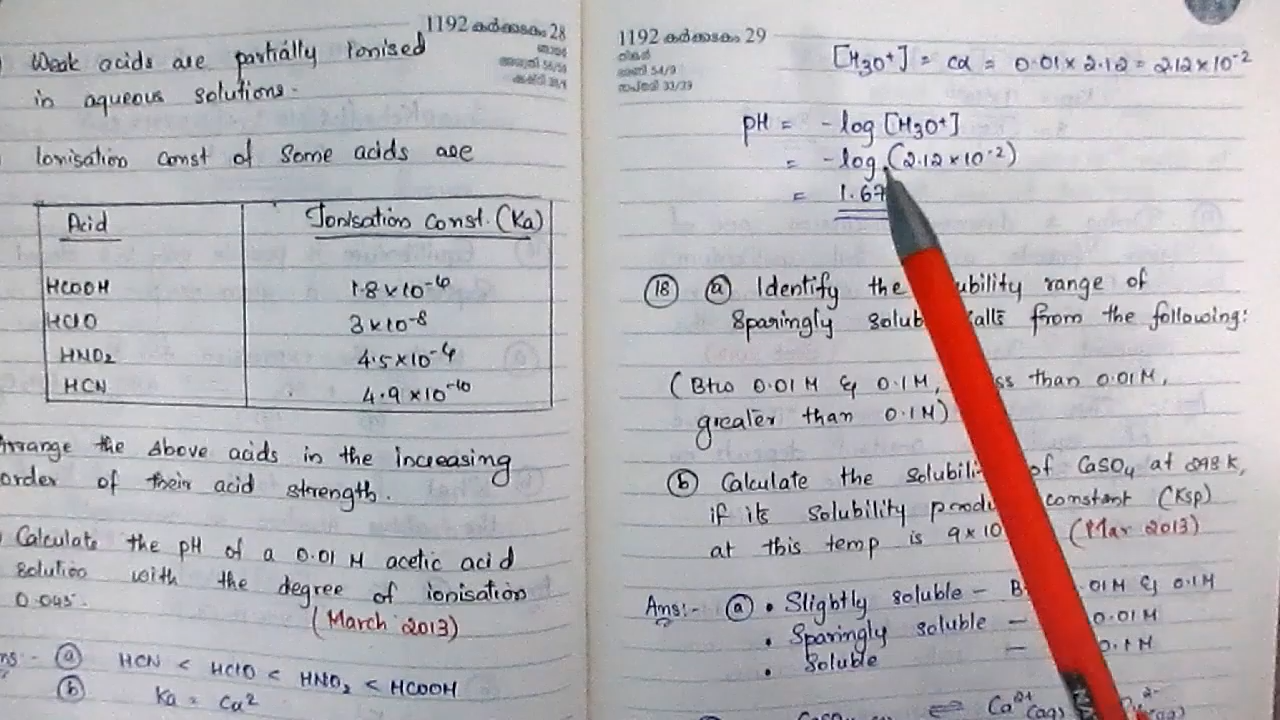 1192 കർക്കടകം 28
Weak acids are partially Ionised
in aqueous solutions.
Ionisation const of Some acids are
Acid Ionisation Const. (Ka)
HCOOH 1.8 × 10⁻⁴
HClO 3 × 10⁻⁸
HNO₂ 4.5 × 10⁻⁴
HCN 4.9 × 10⁻¹⁰
Arrange the above acids in the increasing
order of their acid strength.
Calculate the pH of a 0.01 M acetic acid
solution with the degree of ionisation
0.045.
(March 2013)
ⓐ HCN < HClO < HNO₂ < HCOOH
ⓑ Ka = Cα²
1192 കർക്കടകം 29
[H₃O⁺] = cα = 0.01 × 2.12 = 2.12 × 10⁻²
pH = -log [H₃O⁺]
= -log (2.12 × 10⁻²)
= 1.67
⑱ ⓐ Identify the range of
Sparingly from the following:
(Btw 0.01 M & 0.1 M, than 0.01 M,
greater than 0.1 M)
ⓑ Calculate the of CaSO₄ at 298 K,
if its solubility constant (Ksp)
at this temp is 9 × 10 (Mar 2013)
Ans:- ⓐ • Slightly soluble - 01 M & 0.1 M
• Sparingly soluble - 0.01 M
• Soluble - 0.1 M
⇌ Ca²⁺ (aq)